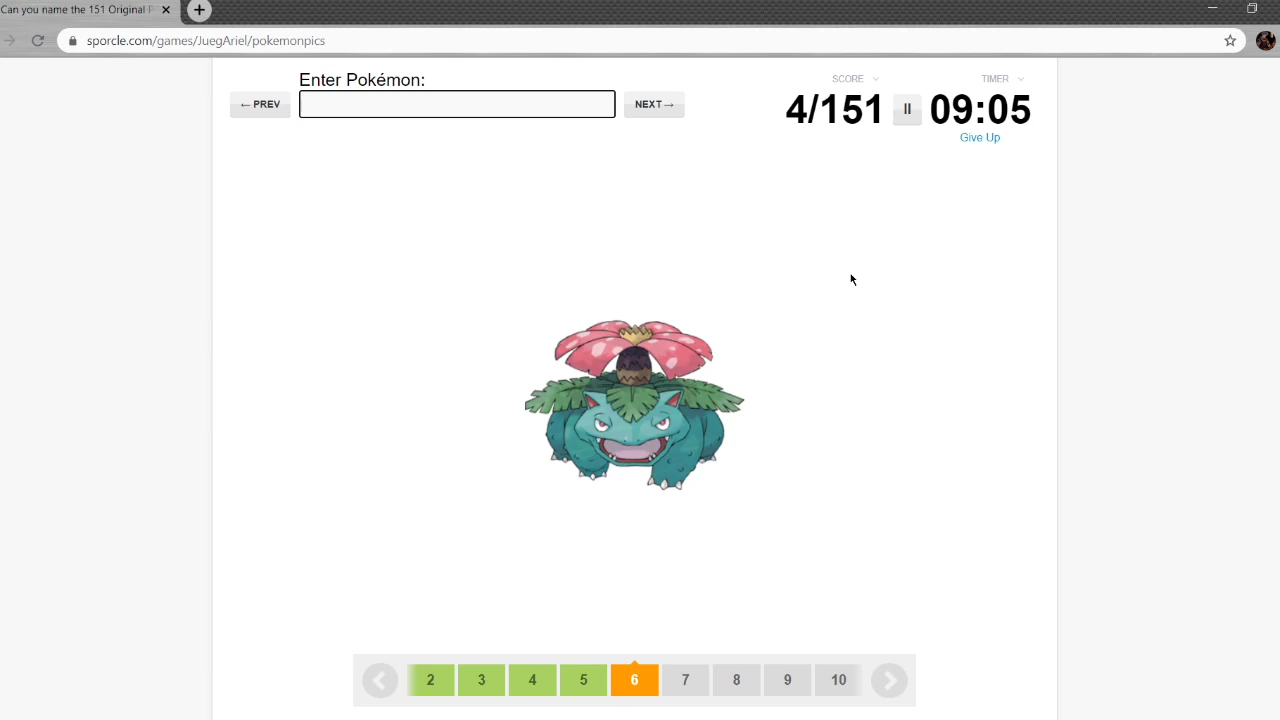 Can you name the 151 Original P
sporcle.com/games/JuegAriel/pokemonpics
Enter Pokémon:
← PREV
NEXT →
SCORE
4/151
TIMER
09:05
Give Up
2 3 4 5 6 7 8 9 10